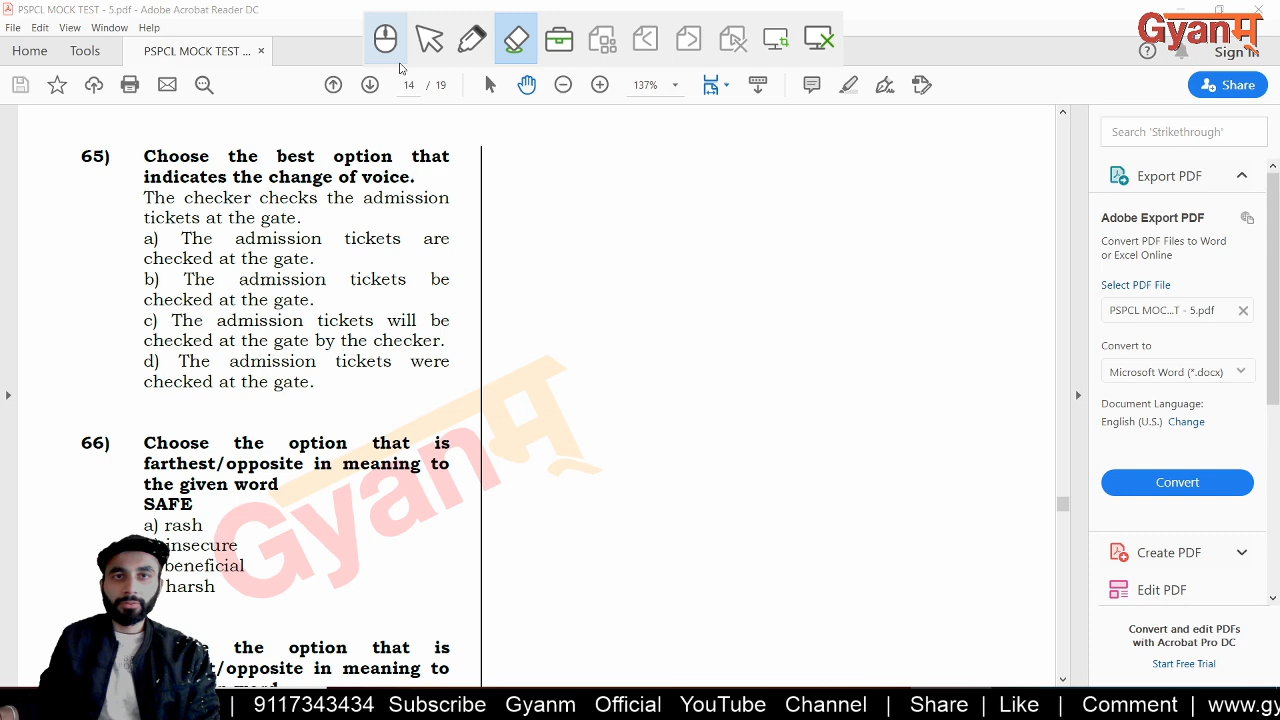 PSPCL MOCK TEST - 5.pdf - Adobe Acrobat Reader DC
File Edit View Window Help
Home Tools PSPCL MOCK TEST ... ×
Gyanम्
Sign In
14 / 19
137%
Share
65) Choose the best option that
indicates the change of voice.
The checker checks the admission
tickets at the gate.
a) The admission tickets are
checked at the gate.
b) The admission tickets be
checked at the gate.
c) The admission tickets will be
checked at the gate by the checker.
d) The admission tickets were
checked at the gate.
66) Choose the option that is
farthest/opposite in meaning to
the given word
SAFE
a) rash
insecure
beneficial
harsh
the option that is
/opposite in meaning to
Gyanम्
Search 'Strikethrough'
Export PDF
Adobe Export PDF
Convert PDF Files to Word
or Excel Online
Select PDF File
PSPCL MOC...T - 5.pdf
Convert to
Microsoft Word (*.docx)
Document Language:
English (U.S.) Change
Convert
Create PDF
Edit PDF
Convert and edit PDFs
with Acrobat Pro DC
Start Free Trial
| 9117343434 Subscribe Gyanm Official YouTube Channel | Share | Like | Comment | www.gy